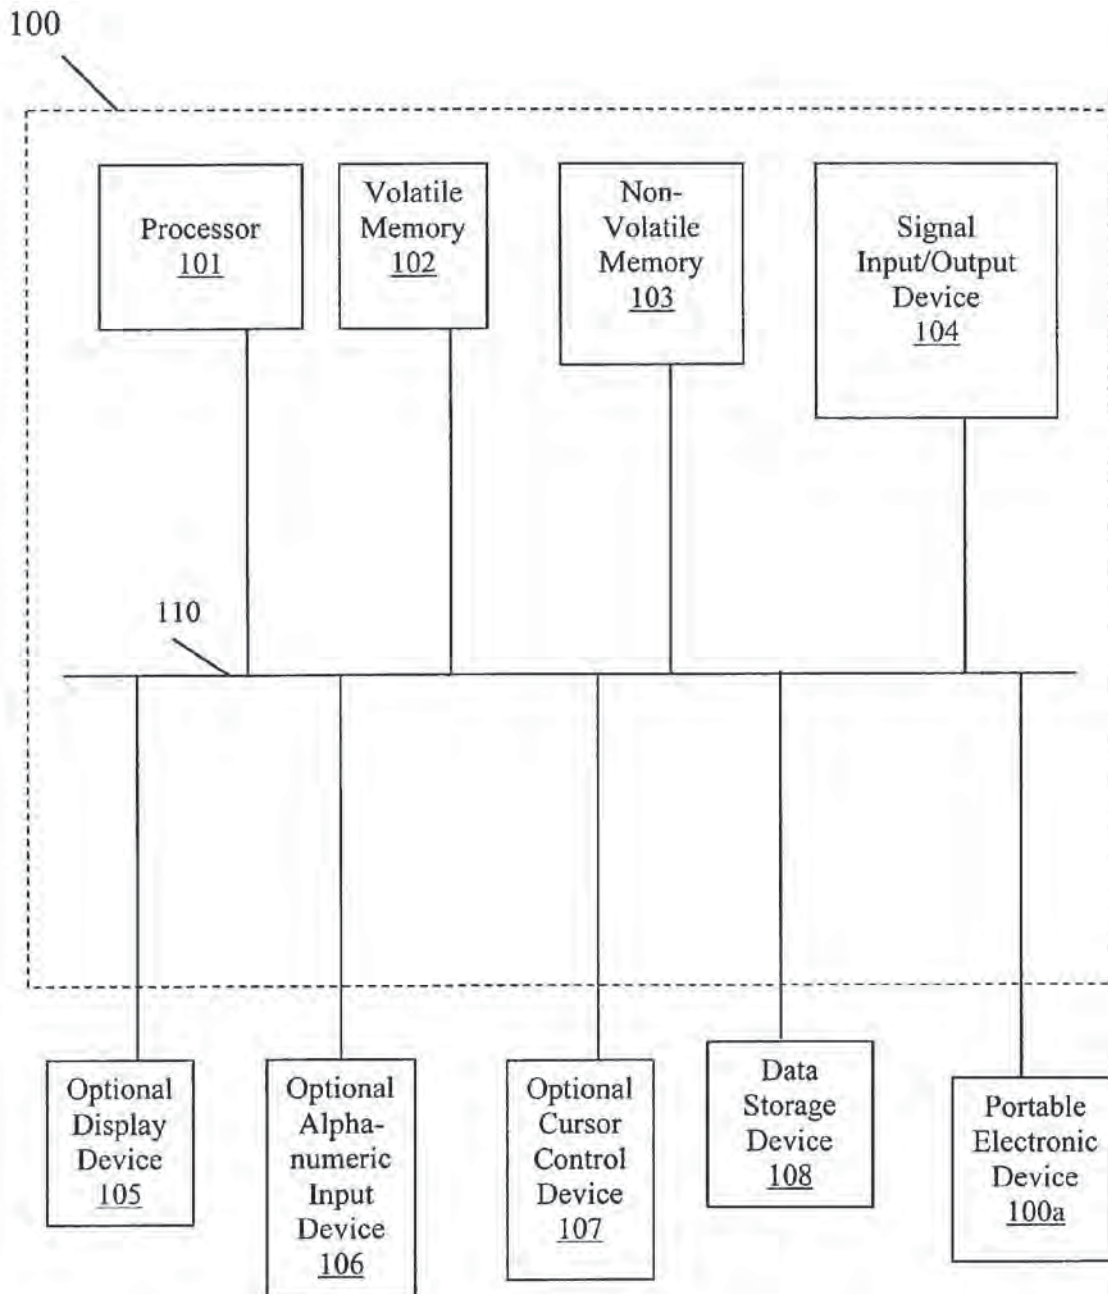 100
Processor
101
Volatile
Memory
102
Non-
Volatile
Memory
103
Signal
Input/Output
Device
104
110
Optional
Display
Device
105
Optional
Alpha-
numeric
Input
Device
106
Optional
Cursor
Control
Device
107
Data
Storage
Device
108
Portable
Electronic
Device
100a